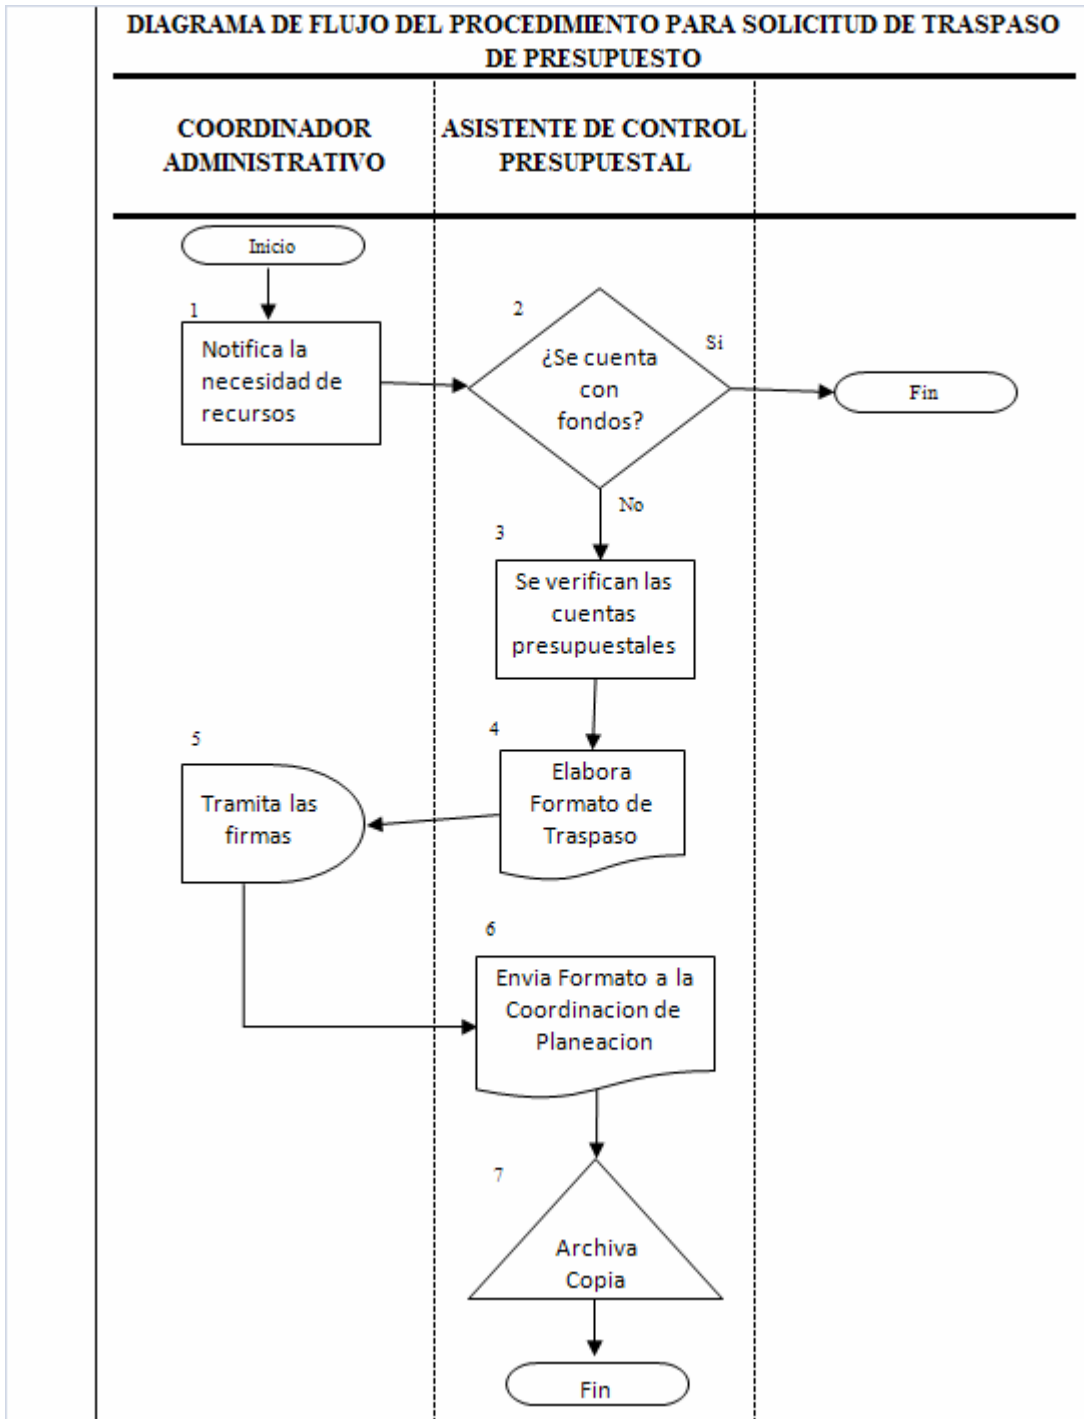 DIAGRAMA DE FLUJO DEL PROCEDIMIENTO PARA SOLICITUD DE TRASPASO
DE PRESUPUESTO
COORDINADOR
ADMINISTRATIVO
ASISTENTE DE CONTROL
PRESUPUESTAL
Inicio
1
Notifica la
necesidad de
recursos
2
¿Se cuenta
con
fondos?
Si
Fin
No
3
Se verifican las
cuentas
presupuestales
4
Elabora
Formato de
Traspaso
5
Tramita las
firmas
6
Envia Formato a la
Coordinacion de
Planeacion
7
Archiva
Copia
Fin